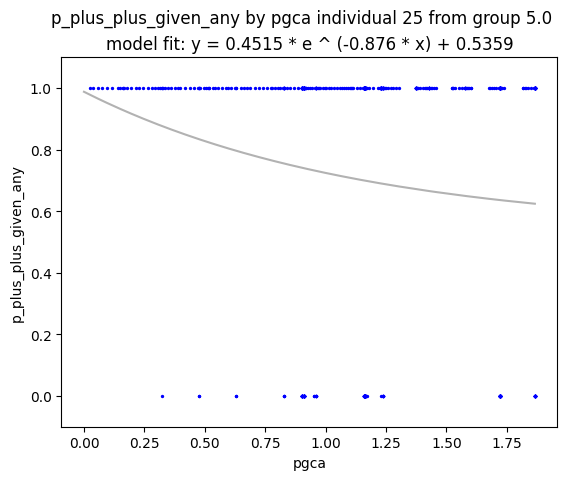 p_plus_plus_given_any by pgca individual 25 from group 5.0
model fit: y = 0.4515 * e ^ (-0.876 * x) + 0.5359
p_plus_plus_given_any
1.0
0.8
0.6
0.4
0.2
0.0
0.00 0.25 0.50 0.75 1.00 1.25 1.50 1.75
pgca